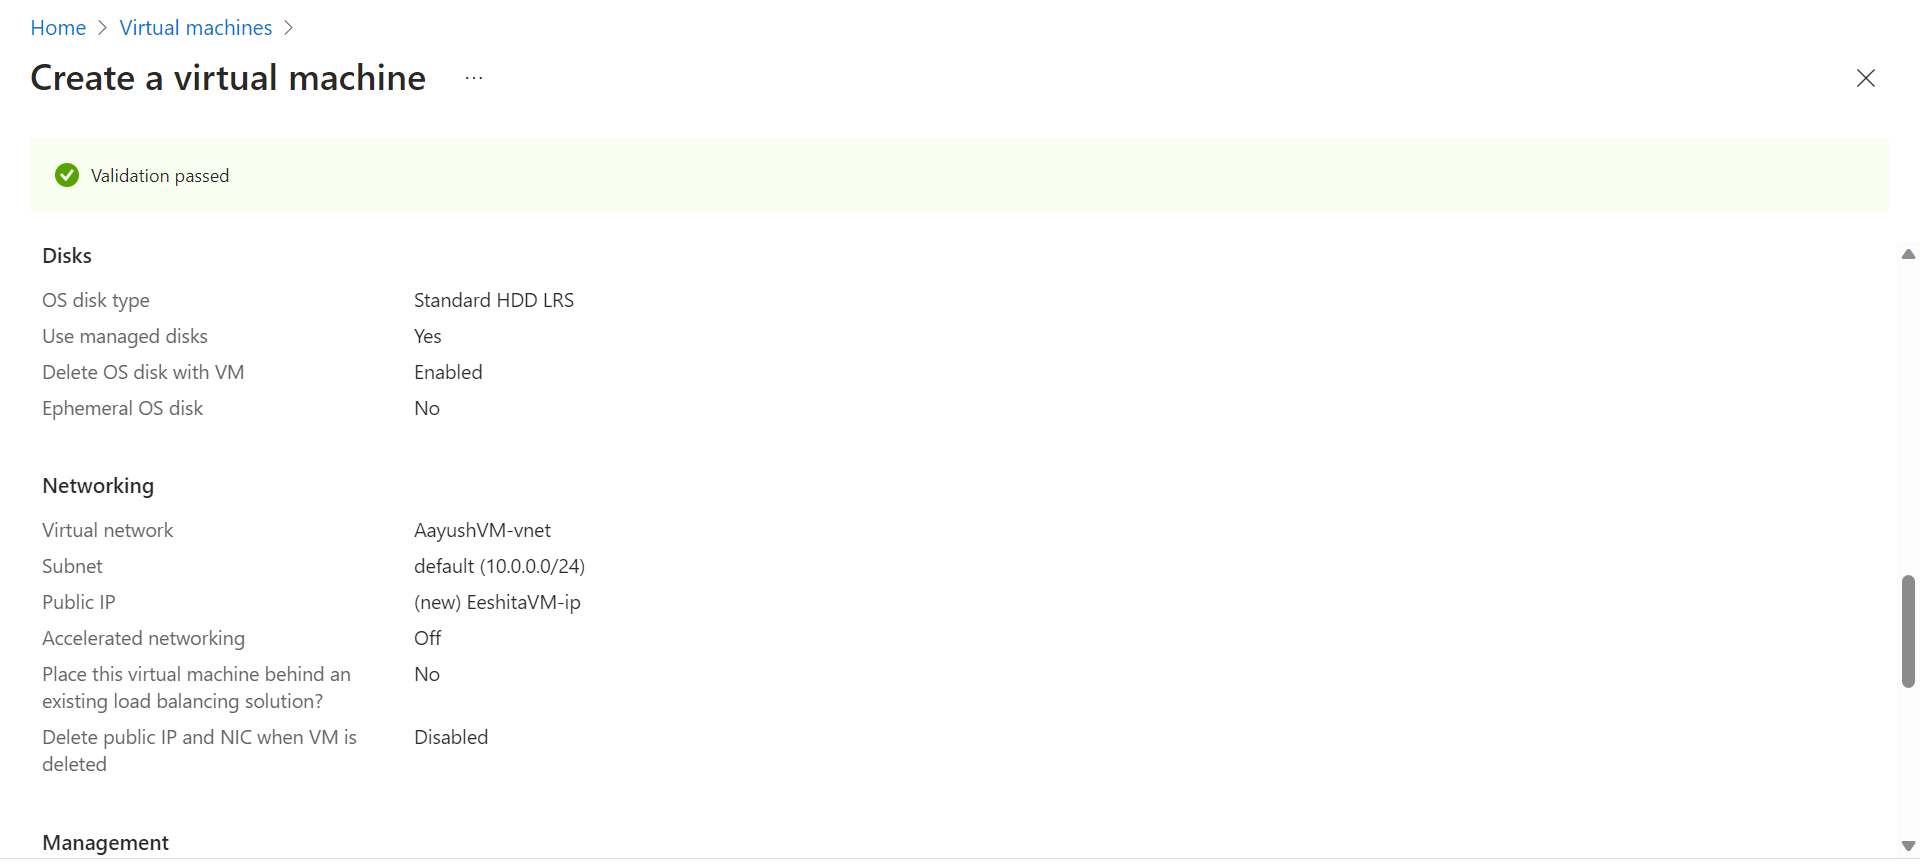 Home > Virtual machines >
Create a virtual machine ...
Validation passed
Disks
OS disk type Standard HDD LRS
Use managed disks Yes
Delete OS disk with VM Enabled
Ephemeral OS disk No
Networking
Virtual network AayushVM-vnet
Subnet default (10.0.0.0/24)
Public IP (new) EeshitaVM-ip
Accelerated networking Off
Place this virtual machine behind an No
existing load balancing solution?
Delete public IP and NIC when VM is Disabled
deleted
Management